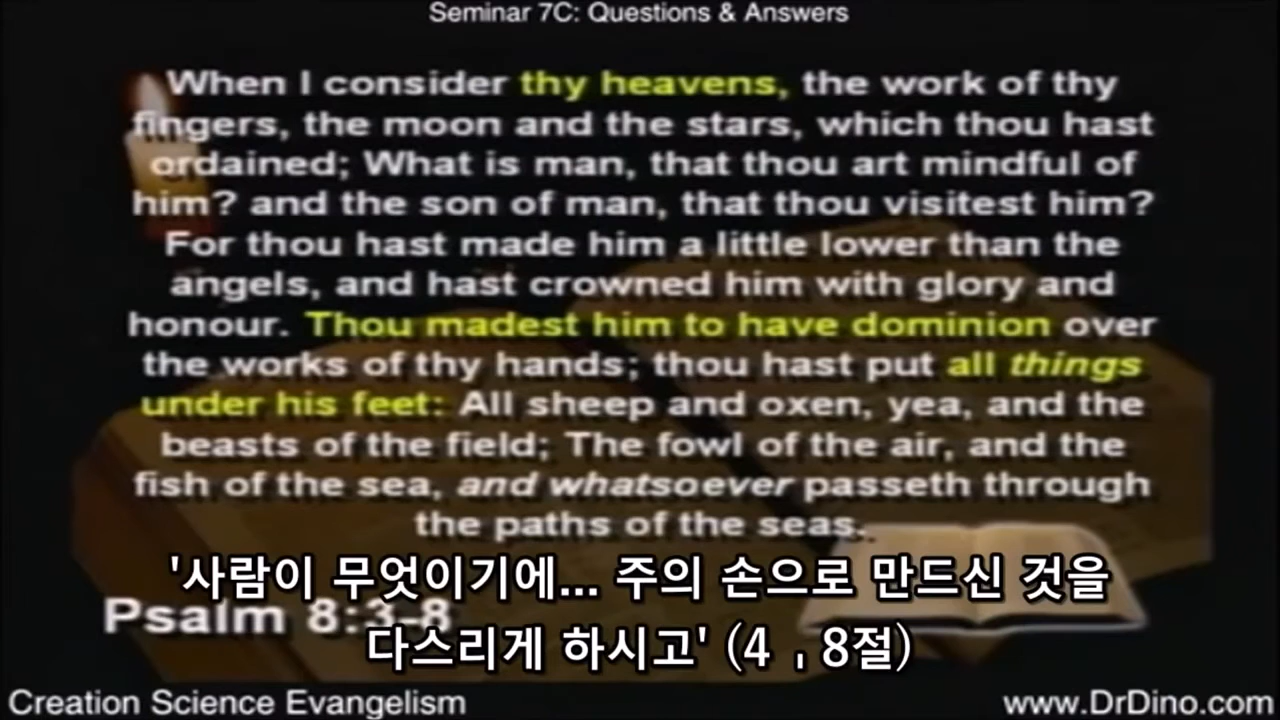 Seminar 7C: Questions & Answers
When I consider thy heavens, the work of thy
fingers, the moon and the stars, which thou hast
ordained; What is man, that thou art mindful of
him? and the son of man, that thou visitest him?
For thou hast made him a little lower than the
angels, and hast crowned him with glory and
honour. Thou madest him to have dominion over
the works of thy hands; thou hast put all things
under his feet: All sheep and oxen, yea, and the
beasts of the field; The fowl of the air, and the
fish of the sea, and whatsoever passeth through
the paths of the seas.
'사람이 무엇이기에... 주의 손으로 만드신 것을
Psalm 8:3-8
다스리게 하시고' (4 , 8절)
Creation Science Evangelism
www.DrDino.com